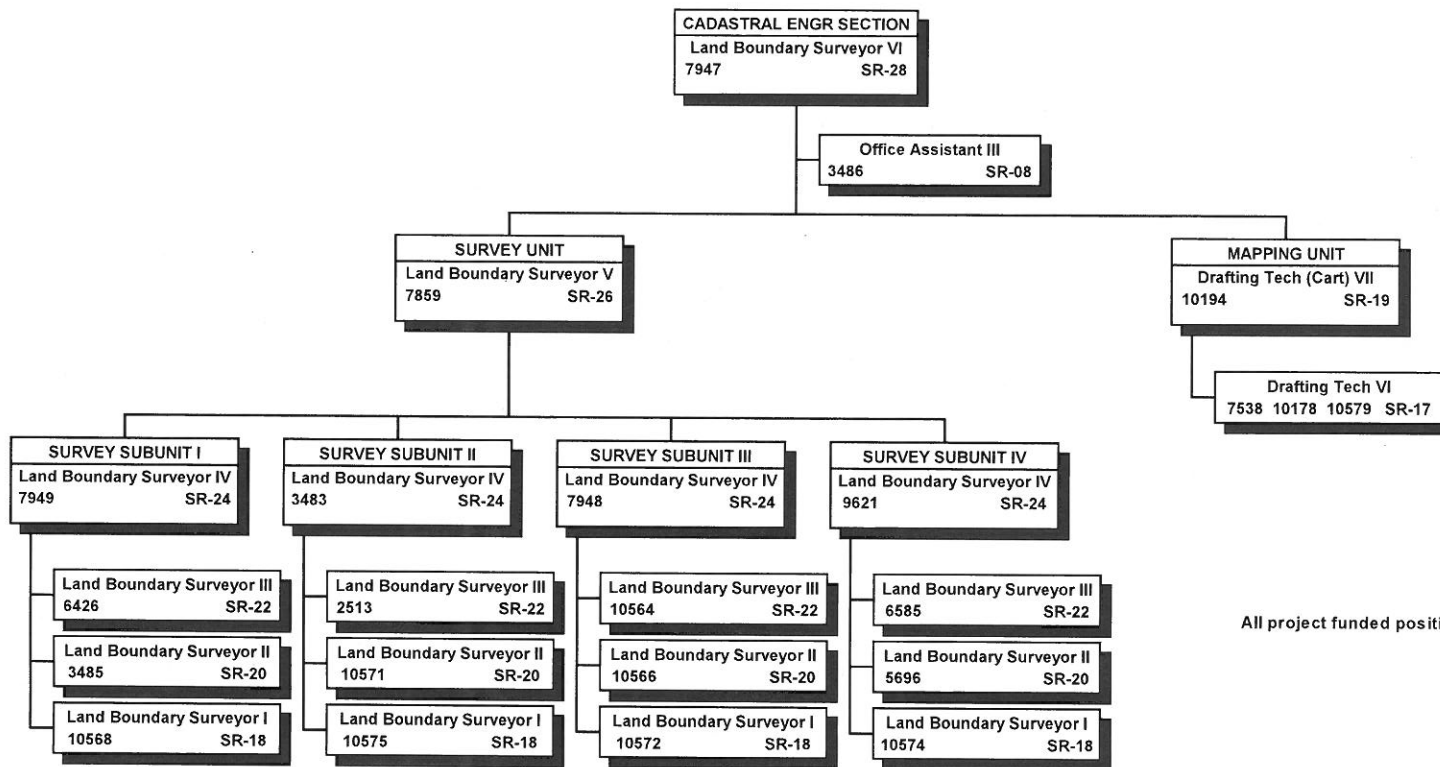 CADASTRAL ENGR SECTION
Land Boundary Surveyor VI
7947 SR-28
Office Assistant III
3486 SR-08
SURVEY UNIT
Land Boundary Surveyor V
7859 SR-26
MAPPING UNIT
Drafting Tech (Cart) VII
10194 SR-19
Drafting Tech VI
7538 10178 10579 SR-17
SURVEY SUBUNIT I
Land Boundary Surveyor IV
7949 SR-24
Land Boundary Surveyor III
6426 SR-22
Land Boundary Surveyor II
3485 SR-20
Land Boundary Surveyor I
10568 SR-18
SURVEY SUBUNIT II
Land Boundary Surveyor IV
3483 SR-24
Land Boundary Surveyor III
2513 SR-22
Land Boundary Surveyor II
10571 SR-20
Land Boundary Surveyor I
10575 SR-18
SURVEY SUBUNIT III
Land Boundary Surveyor IV
7948 SR-24
Land Boundary Surveyor III
10564 SR-22
Land Boundary Surveyor II
10566 SR-20
Land Boundary Surveyor I
10572 SR-18
SURVEY SUBUNIT IV
Land Boundary Surveyor IV
9621 SR-24
Land Boundary Surveyor III
6585 SR-22
Land Boundary Surveyor II
5696 SR-20
Land Boundary Surveyor I
10574 SR-18
All project funded positi